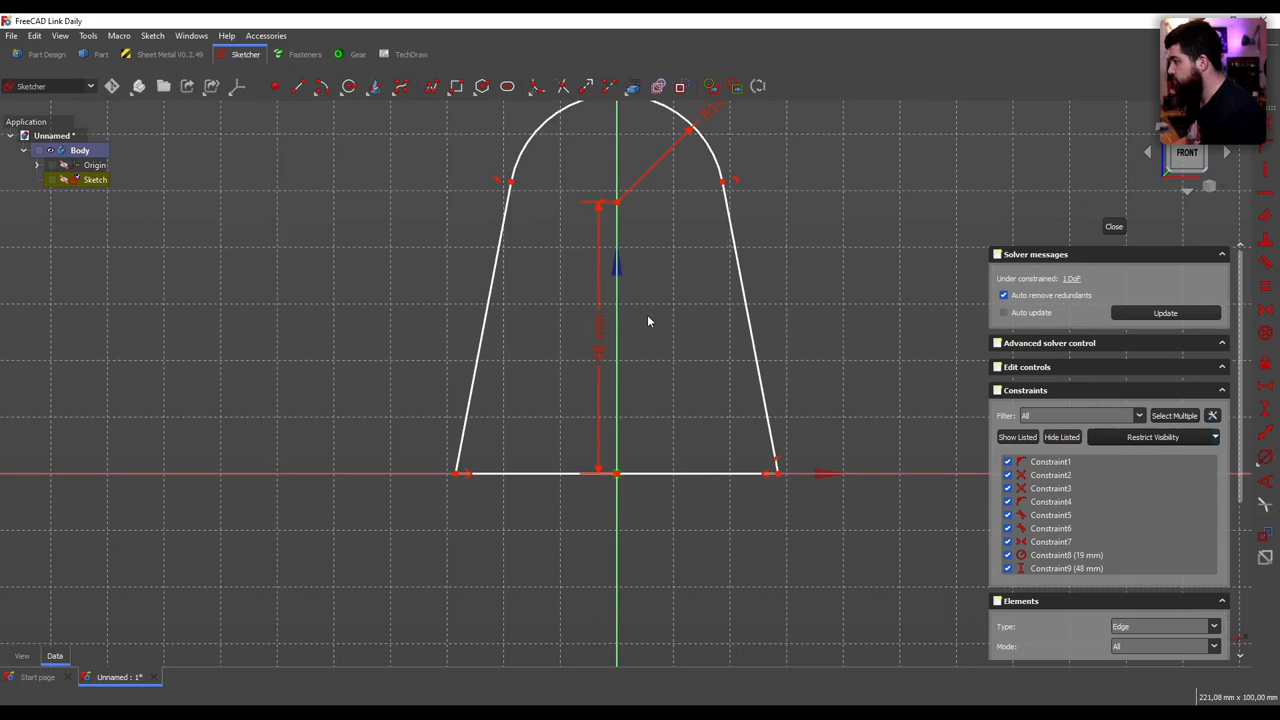 FreeCAD Link Daily
File Edit View Tools Macro Sketch Windows Help Accessories
Part Design Part Sheet Metal V0.2.49 Sketcher Fasteners Gear TechDraw
Sketcher
Application
Unnamed *
Body
Origin
Sketch
FRONT
Close
Solver messages
Under constrained: 1 DoF
Auto remove redundants
Auto update
Update
Advanced solver control
Edit controls
Constraints
Filter: All
Select Multiple
Show Listed
Hide Listed
Restrict Visibility
Constraint1
Constraint2
Constraint3
Constraint4
Constraint5
Constraint6
Constraint7
Constraint8 (19 mm)
Constraint9 (48 mm)
Elements
Type: Edge
Mode: All
View Data
Start page
Unnamed : 1*
221,08 mm x 100,00 mm